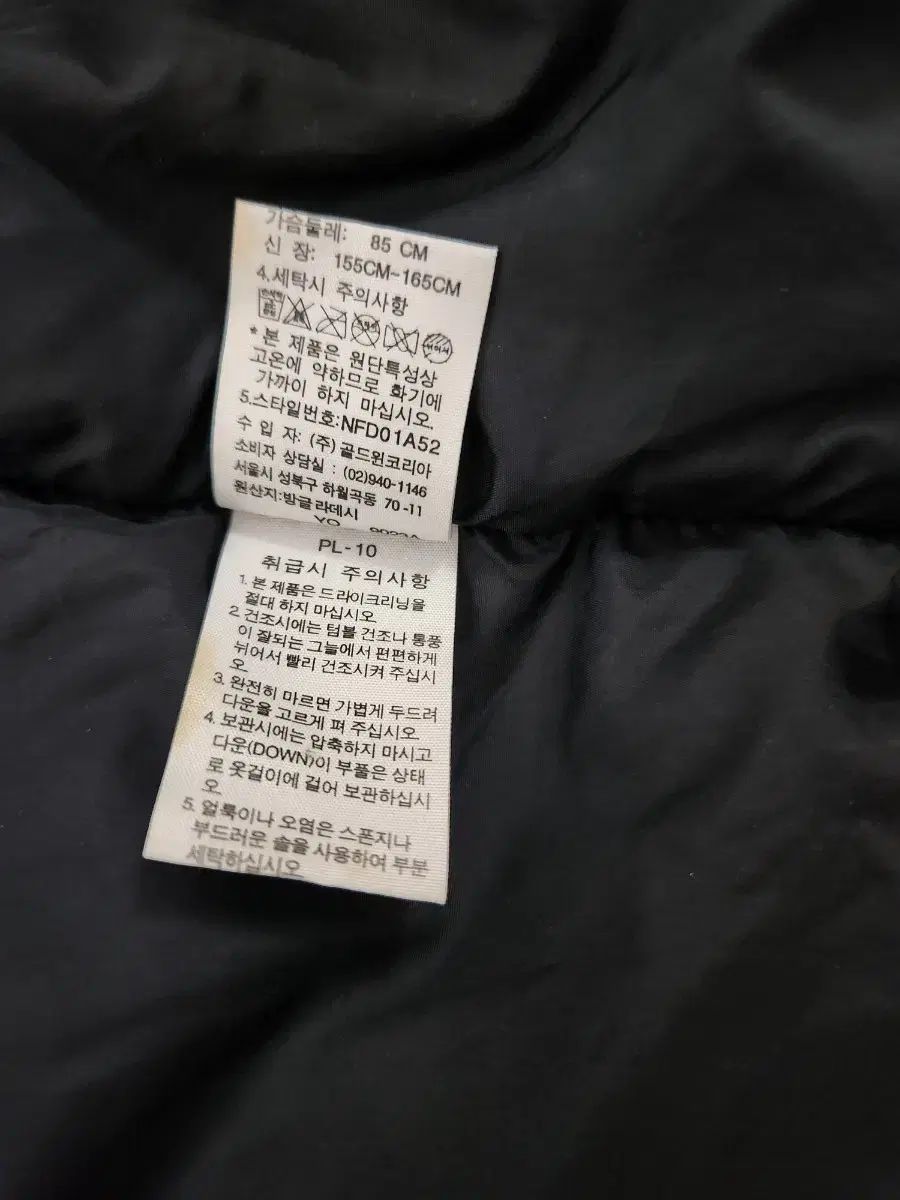 가슴둘레: 85 CM
신 장: 155CM~165CM
4.세탁시 주의사항
* 본 제품은 원단특성상
고온에 약하므로 화기에
가까이 하지 마십시오.
5.스타일번호:NFD01A52
수 입 자: (주) 골드윈코리아
소비자 상담실 : (02)940-1146
서울시 성북구 하월곡동 70-11
원산지:방글라데시
YO
PL-10
취급시 주의사항
1. 본 제품은 드라이크리닝을
절대 하지 마십시오
2. 건조시에는 텀블 건조나 통풍
이 잘되는 그늘에서 편편하게
뉘어서 빨리 건조시켜 주십시
오
3. 완전히 마르면 가볍게 두드려
다운을 고르게 펴 주십시오
4. 보관시에는 압축하지 마시고
다운(DOWN)이 부풀은 상태
로 옷걸이에 걸어 보관하십시
오
5. 얼룩이나 오염은 스폰지나
부드러운 솔을 사용하여 부분
세탁하십시오